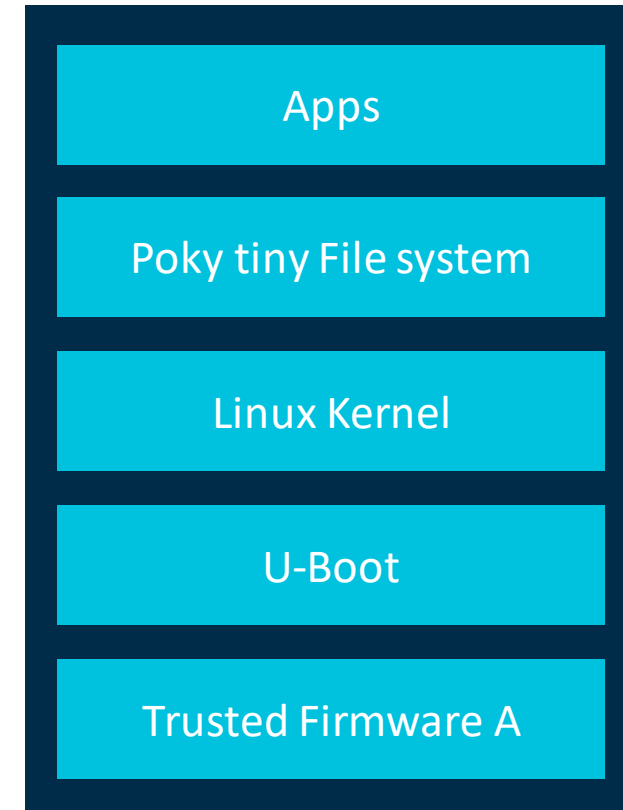 Apps
Poky tiny File system
Linux Kernel
U-Boot
Trusted Firmware A